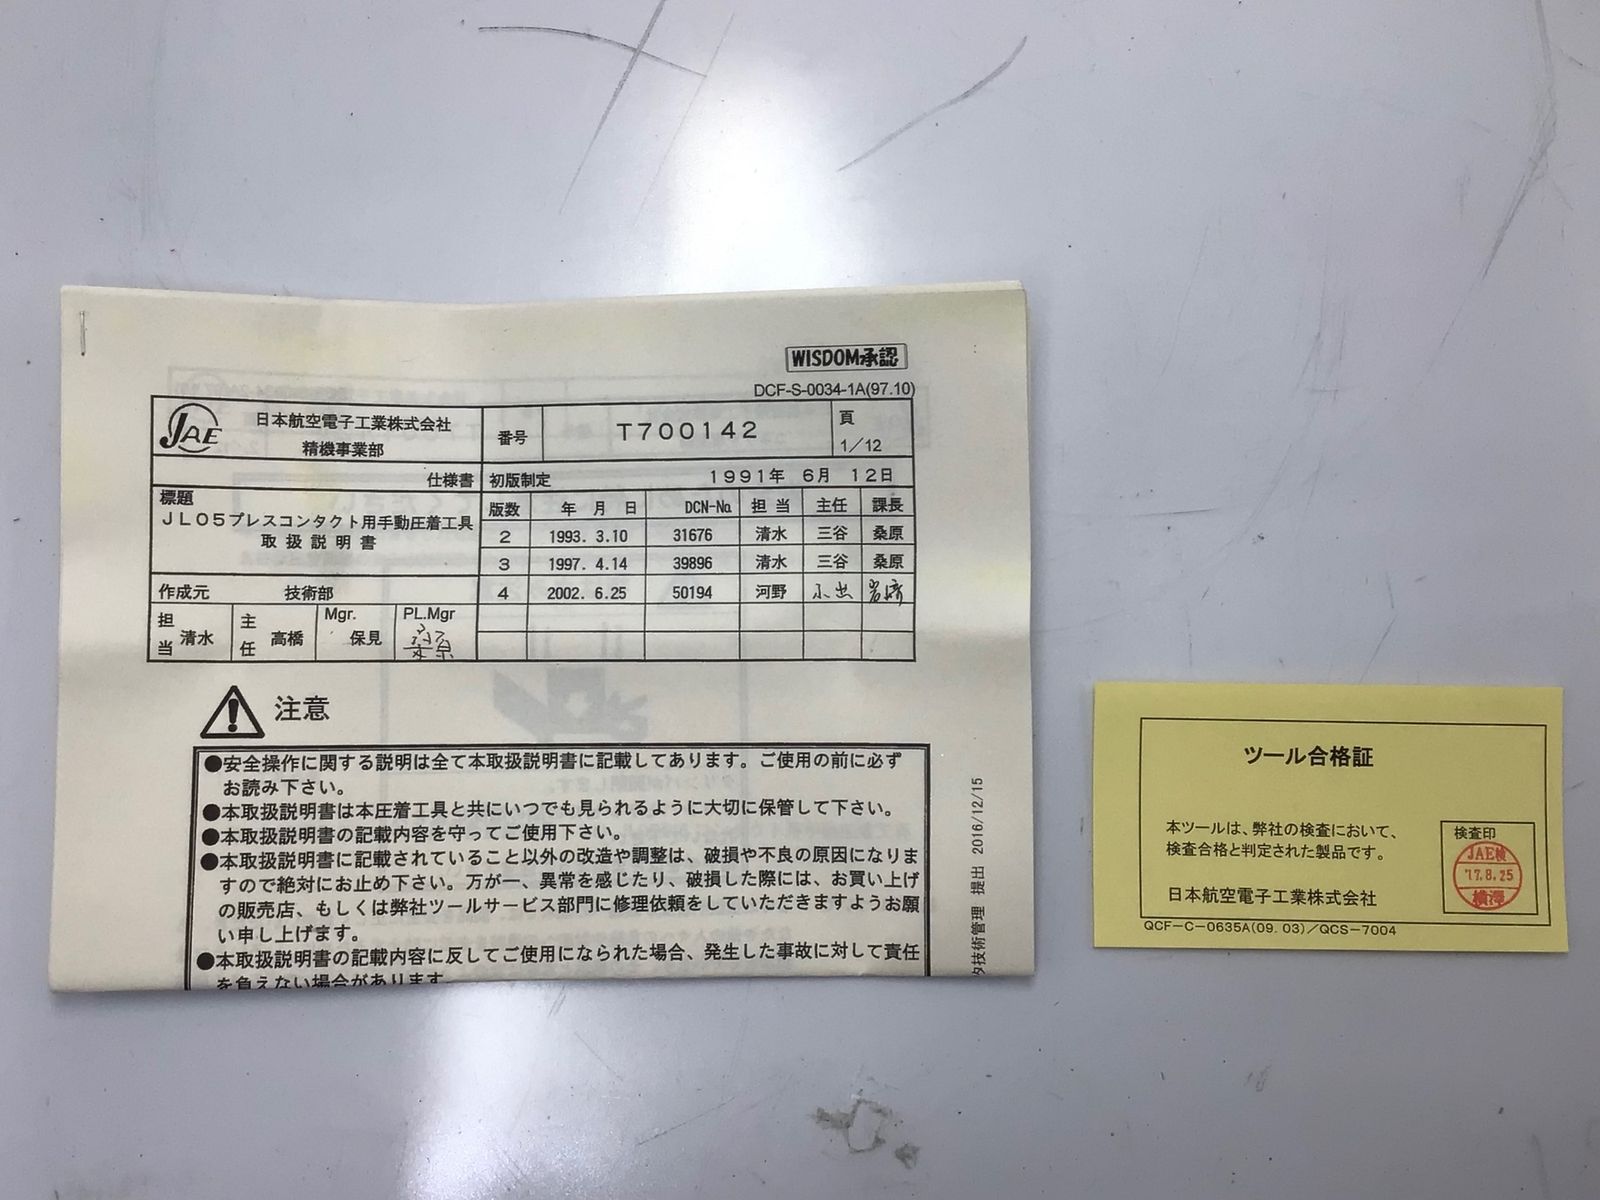 WISDOM承認
DCF-S-0034-1A(97.10)
JAE
日本航空電子工業株式会社
精機事業部
番号
T700142
頁
1/12
仕様書
初版制定
1991年 6月 12日
標題
JL05プレスコンタクト用手動圧着工具
取扱説明書
版数 年 月 日 DCN-No. 担当 主任 課長
2 1993. 3.10 31676 清水 三谷 桑原
3 1997. 4.14 39896 清水 三谷 桑原
4 2002. 6.25 50194 河野
作成元 技術部
担当 清水 主任 高橋 Mgr. 保見 PL.Mgr
注意
●安全操作に関する説明は全て本取扱説明書に記載してあります。ご使用の前に必ず
お読み下さい。
●本取扱説明書は本圧着工具と共にいつでも見られるように大切に保管して下さい。
●本取扱説明書の記載内容を守ってご使用下さい。
●本取扱説明書に記載されていること以外の改造や調整は、破損や不良の原因になりま
すので絶対にお止め下さい。万が一、異常を感じたり、破損した際には、お買い上げ
の販売店、もしくは弊社ツールサービス部門に修理依頼をしていただきますようお願
い申し上げます。
●本取扱説明書の記載内容に反してご使用になられた場合、発生した事故に対して責任
を負えない場合があります。
タ技術管理 提出 2016/12/15
ツール合格証
本ツールは、弊社の検査において、
検査合格と判定された製品です。
日本航空電子工業株式会社
検査印
JAE検
'17.8.25
横澤
QCF-C-0635A(09.03)/QCS-7004